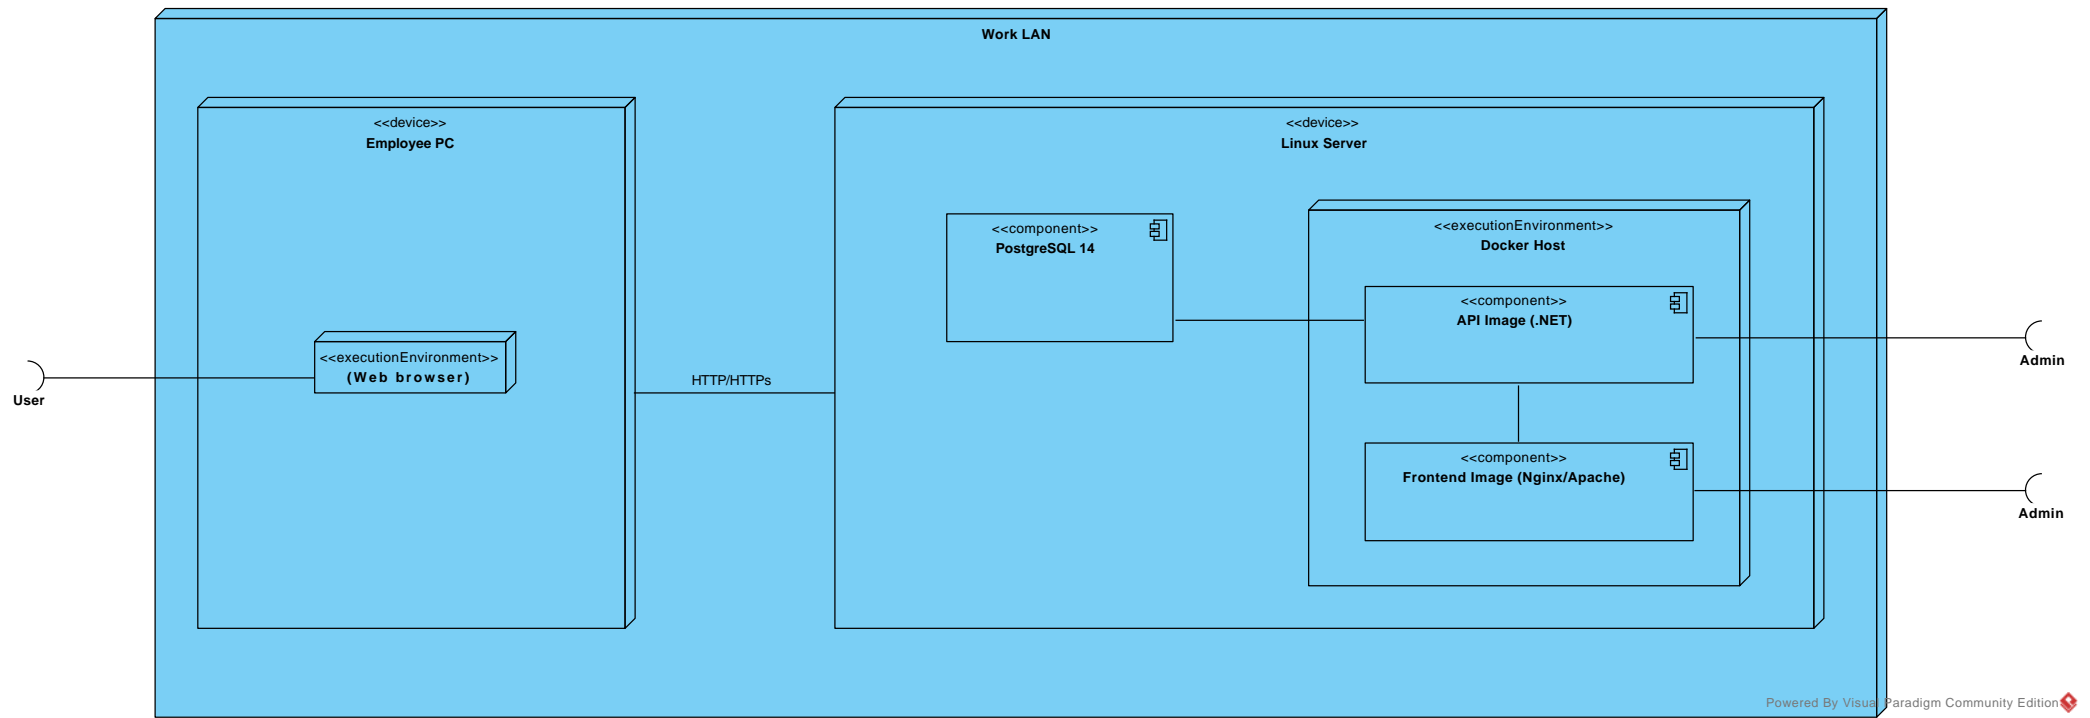 Work LAN
<<device>>
Employee PC
<<executionEnvironment>>
(Web browser)
User
HTTP/HTTPs
<<device>>
Linux Server
<<component>>
PostgreSQL 14
<<executionEnvironment>>
Docker Host
<<component>>
API Image (.NET)
<<component>>
Frontend Image (Nginx/Apache)
Admin
Admin
Powered By Visual Paradigm Community Edition